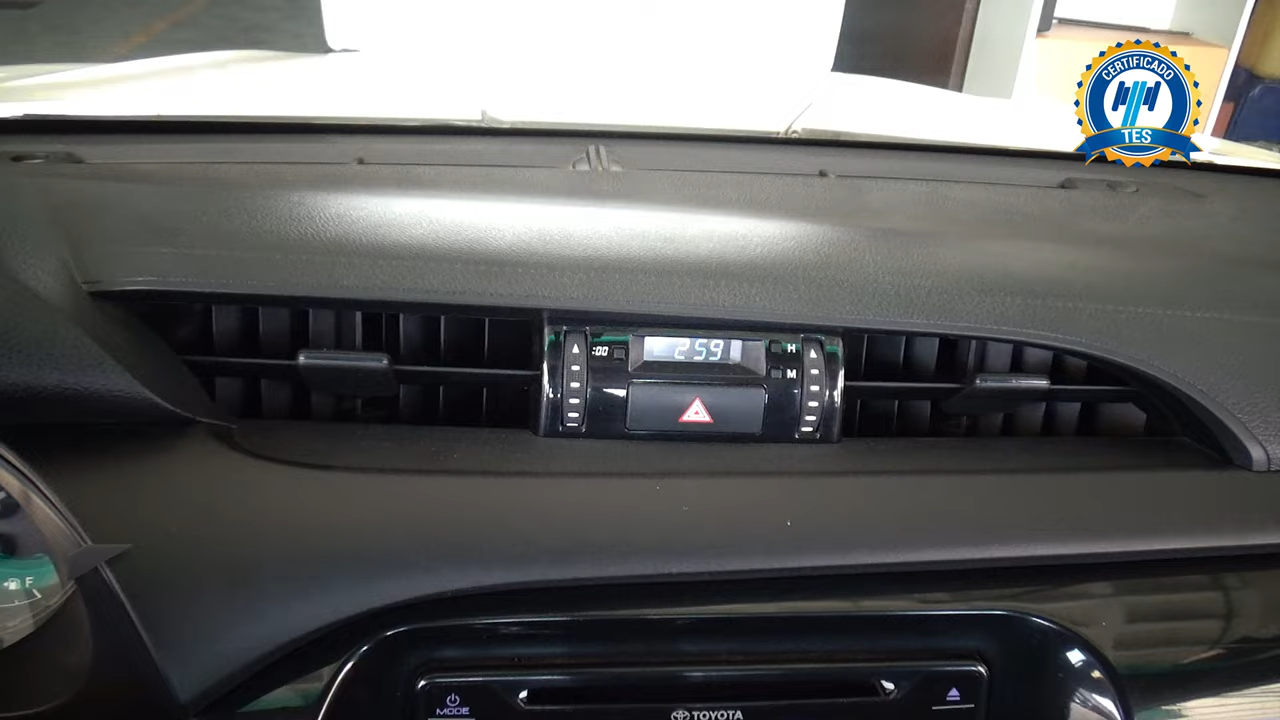 CERTIFICADO
TES
:00
2:59
H
M
F
MODE
TOYOTA